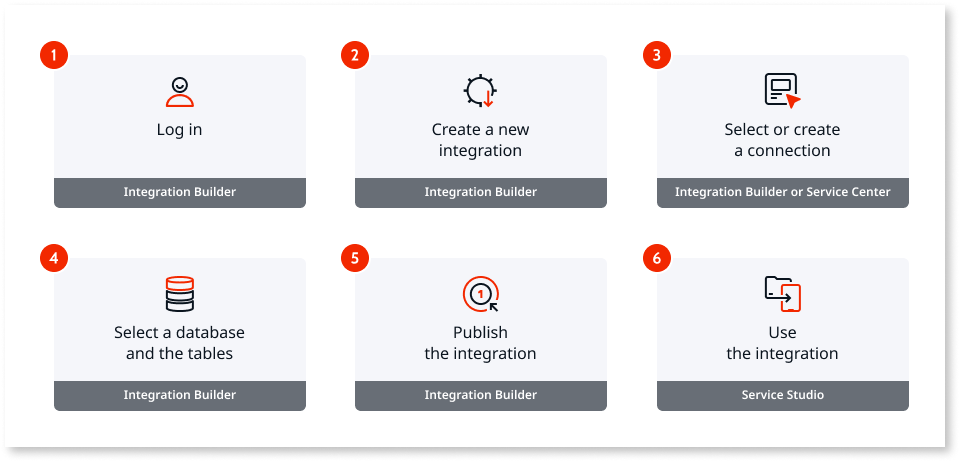 1
Log in
Integration Builder
2
Create a new
integration
Integration Builder
3
Select or create
a connection
Integration Builder or Service Center
4
Select a database
and the tables
Integration Builder
5
1
Publish
the integration
Integration Builder
6
Use
the integration
Service Studio